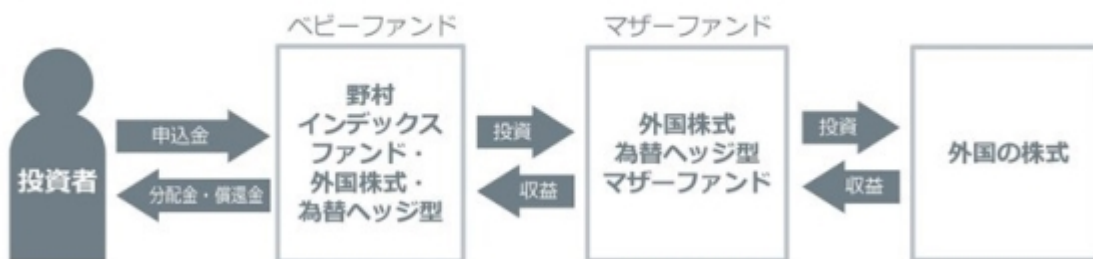 ベビーファンド
マザーファンド
投資者
申込金
分配金・償還金
野村
インデックス
ファンド・
外国株式・
為替ヘッジ型
投資
収益
外国株式
為替ヘッジ型
マザーファンド
投資
収益
外国の株式